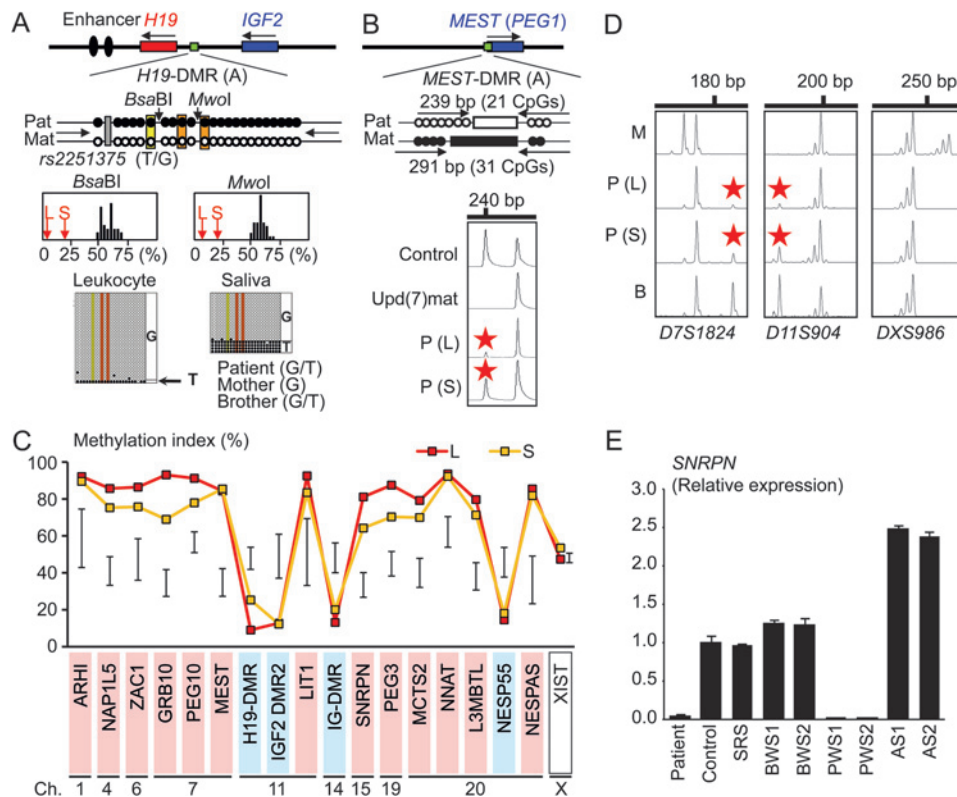 A
Enhancer H19 IGF2
H19-DMR (A)
BsaBI MwoI
Pat
Mat
rs2251375 (T/G)
BsaBI MwoI
L S L S
0 25 50 75 (%) 0 25 50 75 (%)
Leukocyte Saliva
G G
T
T
Patient (G/T)
Mother (G)
Brother (G/T)
B
MEST (PEG1)
MEST-DMR (A)
239 bp (21 CpGs)
Pat
Mat
291 bp (31 CpGs)
240 bp
Control
Upd(7)mat
P (L)
P (S)
D
180 bp 200 bp 250 bp
M
P (L)
P (S)
B
D7S1824 D11S904 DXS986
C
Methylation index (%)
L S
100
80
60
40
20
0
ARHI NAP1L5 ZAC1 GRB10 PEG10 MEST H19-DMR IGF2 DMR2 LIT1 IG-DMR SNRPN PEG3 MCTS2 NNAT L3MBTL NESP55 NESPAS XIST
Ch. 1 4 6 7 11 14 15 19 20 X
E
SNRPN
(Relative expression)
3.0
2.5
2.0
1.5
1.0
0.5
0.0
Patient Control SRS BWS1 BWS2 PWS1 PWS2 AS1 AS2